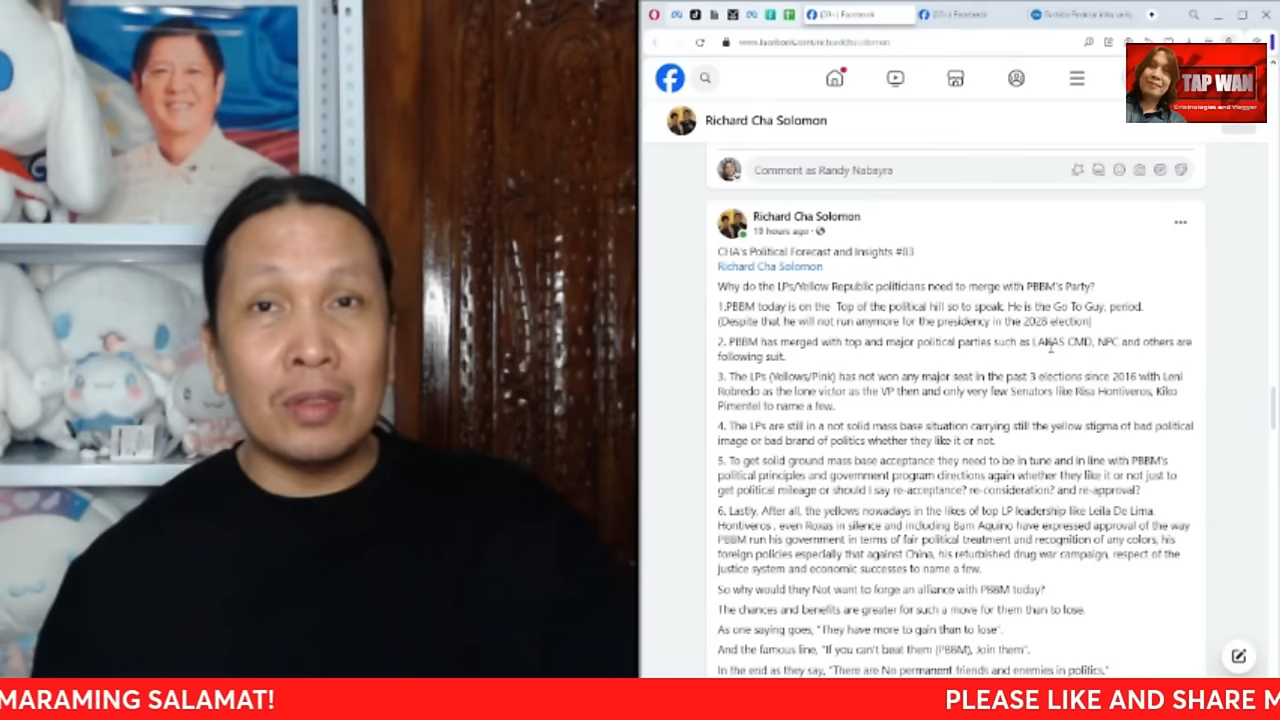 (20+) Facebook
(20+) Facebook
www.facebook.com/richardchasolomon
TAP WAN
Criminologist and Vlogger
Richard Cha Solomon
Comment as Randy Nabayra
Richard Cha Solomon
19 hours ago
CHA's Political Forecast and Insights #03
Richard Cha Solomon
Why do the LPs/Yellow Republic politicians need to merge with PBBM's Party?
1.PBBM today is on the Top of the political hill so to speak. He is the Go To Guy, period.
(Despite that he will not run anymore for the presidency in the 2028 election)
2. PBBM has merged with top and major political parties such as LAKAS CMD, NPC and others are
following suit.
3. The LPs (Yellows/Pink) has not won any major seat in the past 3 elections since 2016 with Leni
Robredo as the lone victor as the VP then and only very few Senators like Risa Hontiveros, Kiko
Pimentel to name a few.
4. The LPs are still in a not solid mass base situation carrying still the yellow stigma of bad political
image or bad brand of politics whether they like it or not.
5. To get solid ground mass base acceptance they need to be in tune and in line with PBBM's
political principles and government program directions again whether they like it or not just to
get political mileage or should I say re-acceptance? re-consideration? and re-approval?
6. Lastly. After all, the yellows nowadays in the likes of top LP leadership like Leila De Lima,
Hontiveros , even Roxas in silence and including Bam Aquino have expressed approval of the way
PBBM run his government in terms of fair political treatment and recognition of any colors, his
foreign policies especially that against China, his refurbished drug war campaign, respect of the
justice system and economic successes to name a few.
So why would they Not want to forge an alliance with PBBM today?
The chances and benefits are greater for such a move for them than to lose.
As one saying goes, "They have more to gain than to lose".
And the famous line, "If you can't beat them (PBBM), Join them".
In the end as they say, "There are No permanent friends and enemies in politics."
MARAMING SALAMAT!
PLEASE LIKE AND SHARE M